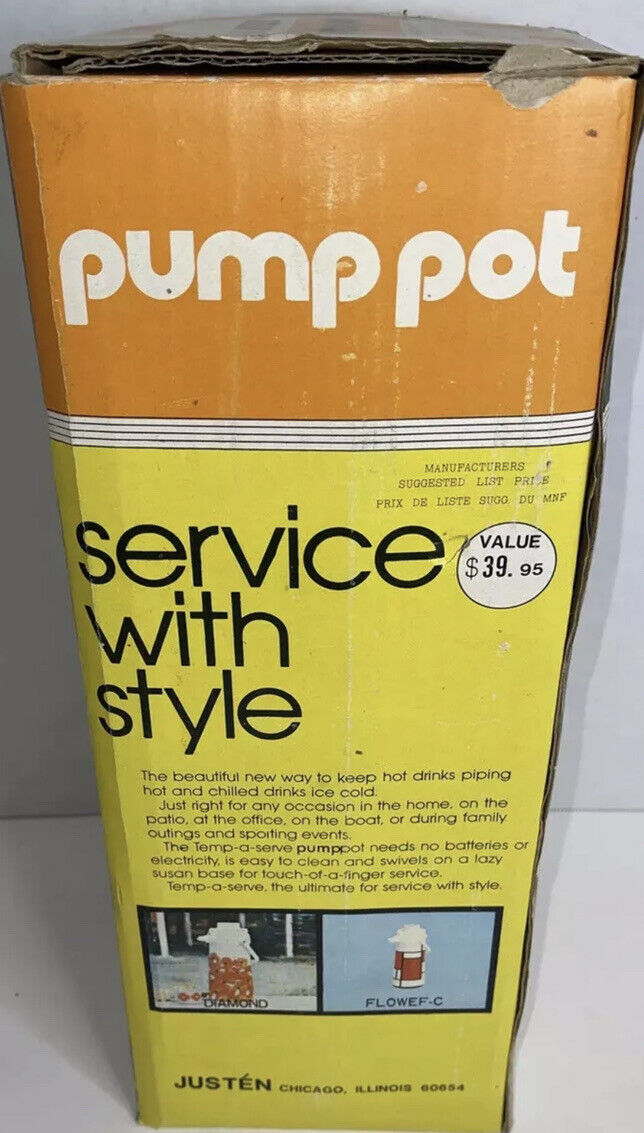 pump pot
MANUFACTURERS
SUGGESTED LIST PRICE
PRIX DE LISTE SUGG. DU MNF
service
with
style
VALUE
$39.95
The beautiful new way to keep hot drinks piping
hot and chilled drinks ice cold.
Just right for any occasion in the home, on the
patio, at the office, on the boat, or during family
outings and sporting events.
The Temp-a-serve pumppot needs no batteries or
electricity, is easy to clean and swivels on a lazy
susan base for touch-of-a-finger service.
Temp-a-serve, the ultimate for service with style.
DIAMOND
FLOWEF-C
JUSTÉN CHICAGO, ILLINOIS 60654